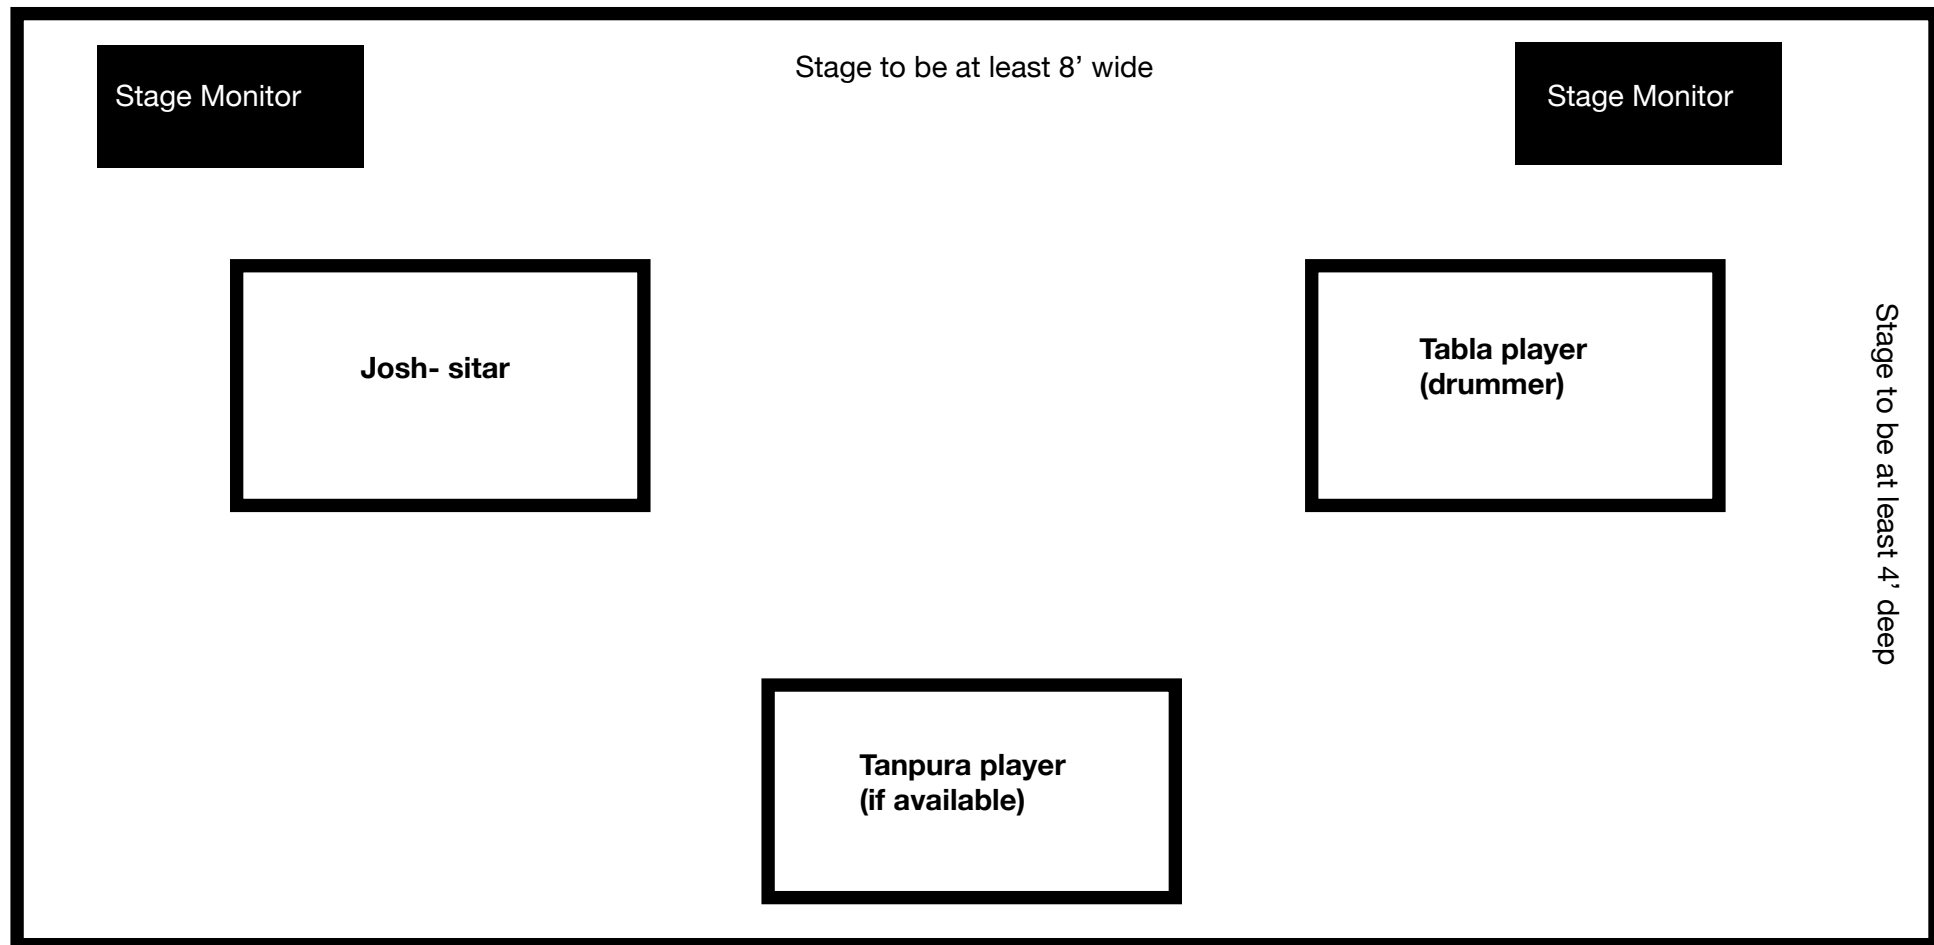 Stage to be at least 8’ wide
Stage Monitor
Stage Monitor
Josh- sitar
Tabla player
(drummer)
Stage to be at least 4’ deep
Tanpura player
(if available)